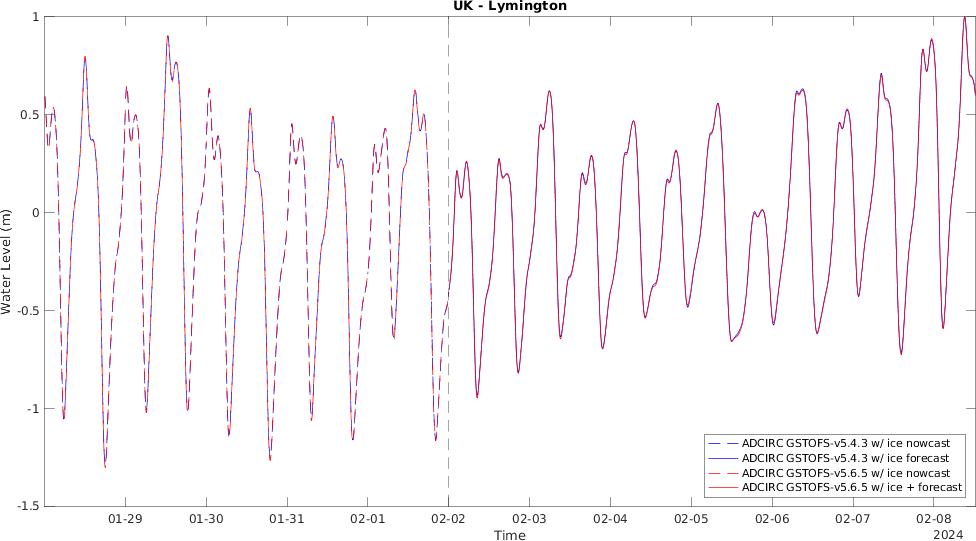 UK - Lymington
1
0.5
0
-0.5
-1
-1.5
Water Level (m)
01-29 01-30 01-31 02-01 02-02 02-03 02-04 02-05 02-06 02-07 02-08
Time
2024
ADCIRC GSTOFS-v5.4.3 w/ ice nowcast
ADCIRC GSTOFS-v5.4.3 w/ ice forecast
ADCIRC GSTOFS-v5.6.5 w/ ice nowcast
ADCIRC GSTOFS-v5.6.5 w/ ice + forecast